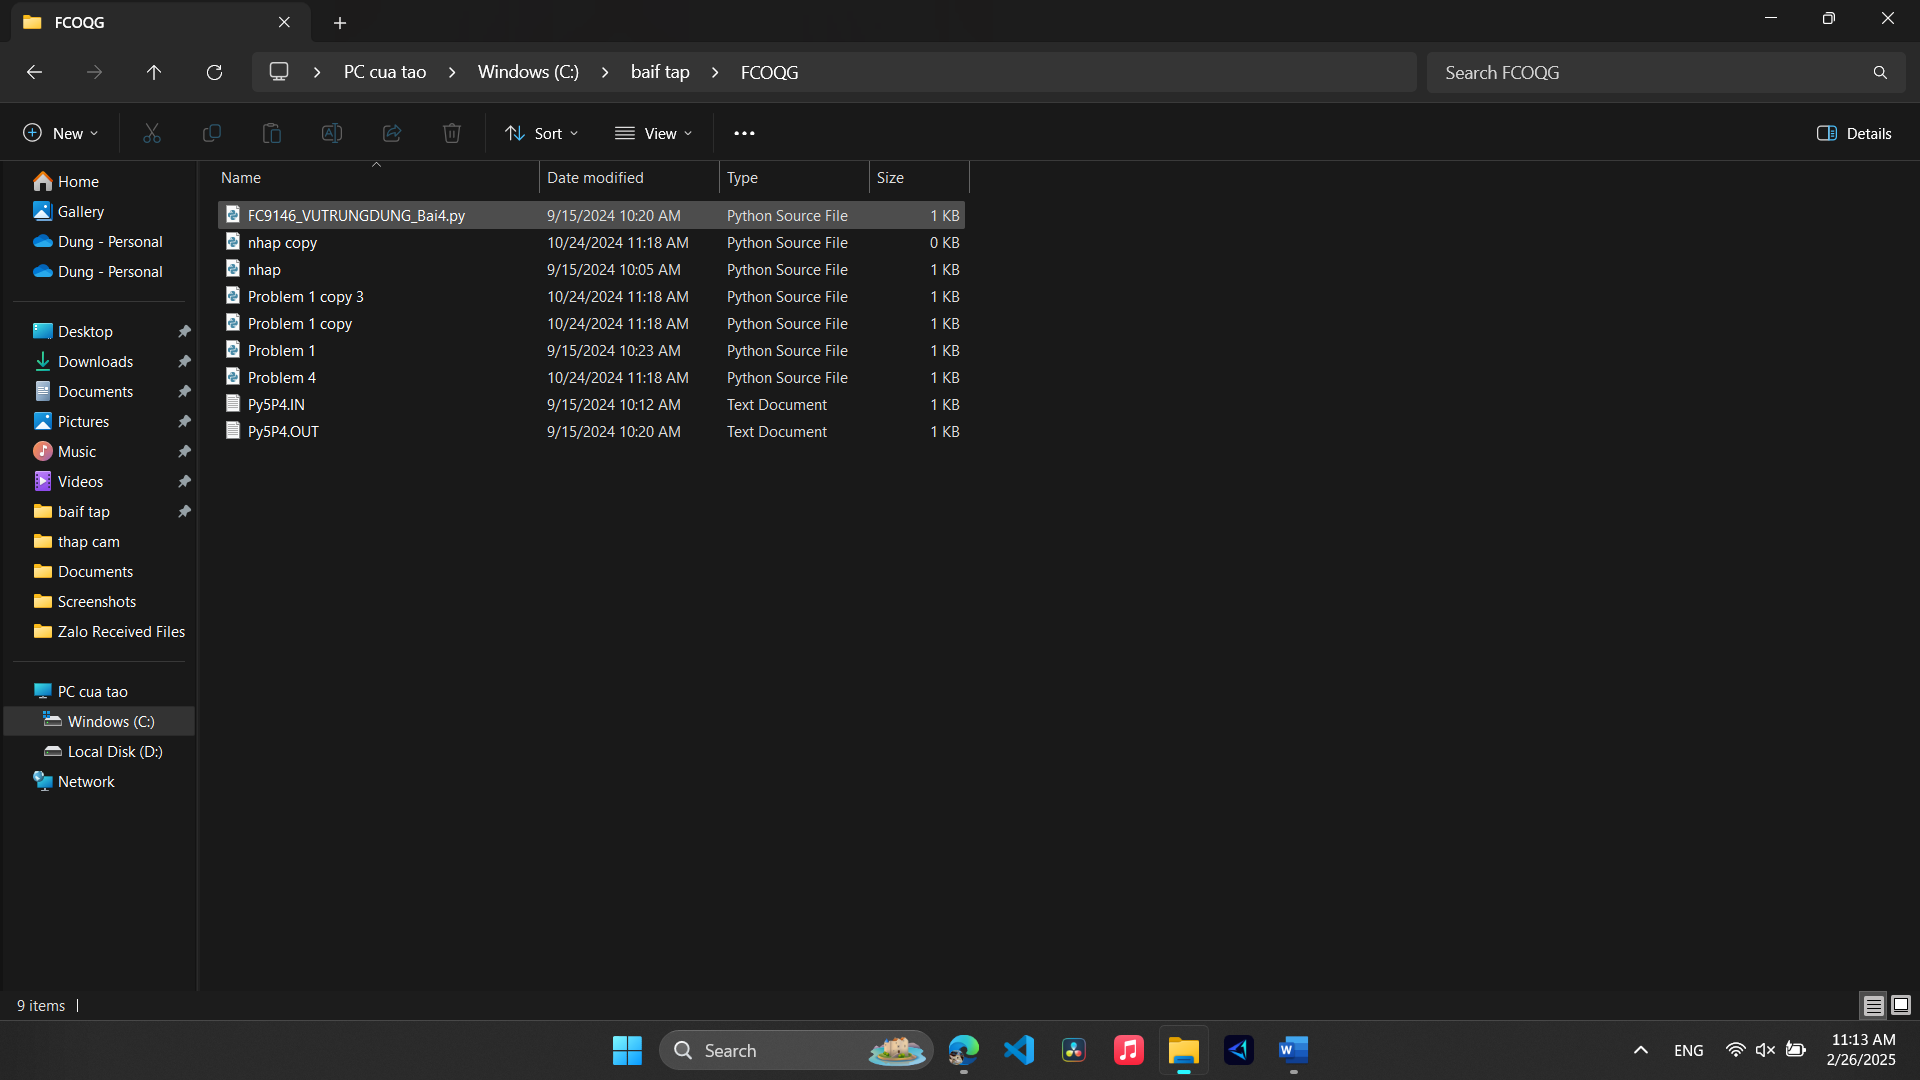 FCOQG
PC cua tao > Windows (C:) > baif tap > FCOQG
Search FCOQG
New
Sort
View
Details
Name Date modified Type Size
FC9146_VUTRUNGDUNG_Bai4.py 9/15/2024 10:20 AM Python Source File 1 KB
nhap copy 10/24/2024 11:18 AM Python Source File 0 KB
nhap 9/15/2024 10:05 AM Python Source File 1 KB
Problem 1 copy 3 10/24/2024 11:18 AM Python Source File 1 KB
Problem 1 copy 10/24/2024 11:18 AM Python Source File 1 KB
Problem 1 9/15/2024 10:23 AM Python Source File 1 KB
Problem 4 10/24/2024 11:18 AM Python Source File 1 KB
Py5P4.IN 9/15/2024 10:12 AM Text Document 1 KB
Py5P4.OUT 9/15/2024 10:20 AM Text Document 1 KB
Home
Gallery
Dung - Personal
Dung - Personal
Desktop
Downloads
Documents
Pictures
Music
Videos
baif tap
thap cam
Documents
Screenshots
Zalo Received Files
PC cua tao
Windows (C:)
Local Disk (D:)
Network
9 items
Search
ENG
11:13 AM
2/26/2025